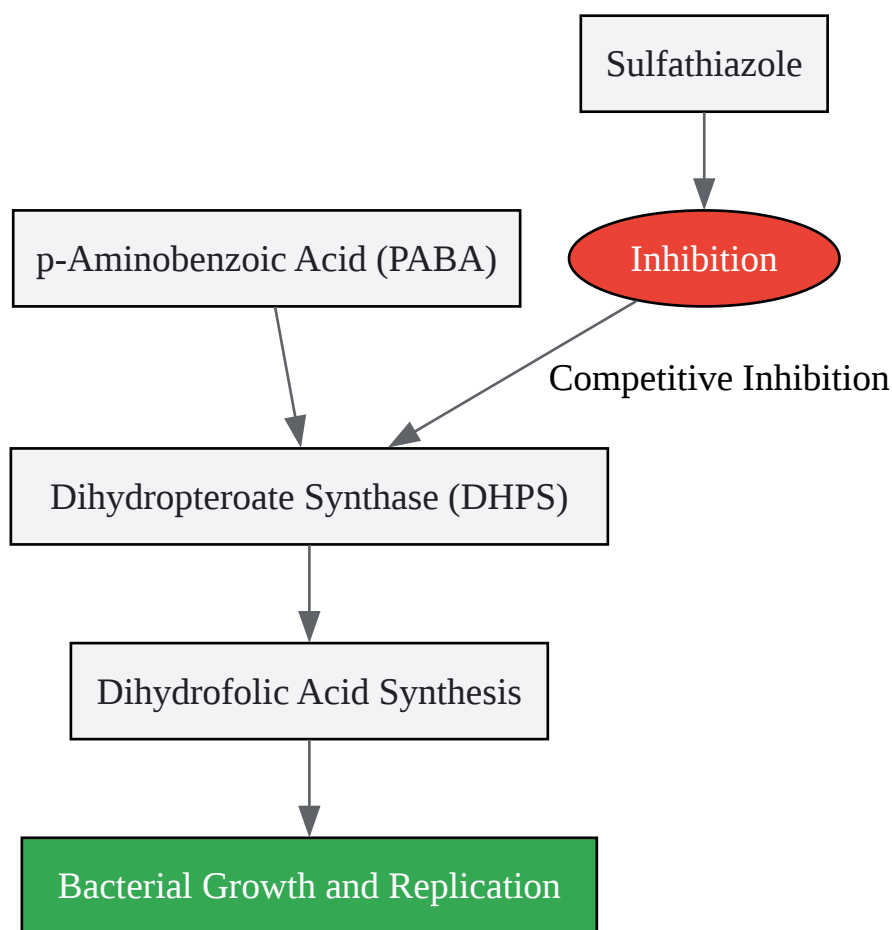 Sulfathiazole
p-Aminobenzoic Acid (PABA)
Inhibition
Competitive Inhibition
Dihydropteroate Synthase (DHPS)
Dihydrofolic Acid Synthesis
Bacterial Growth and Replication